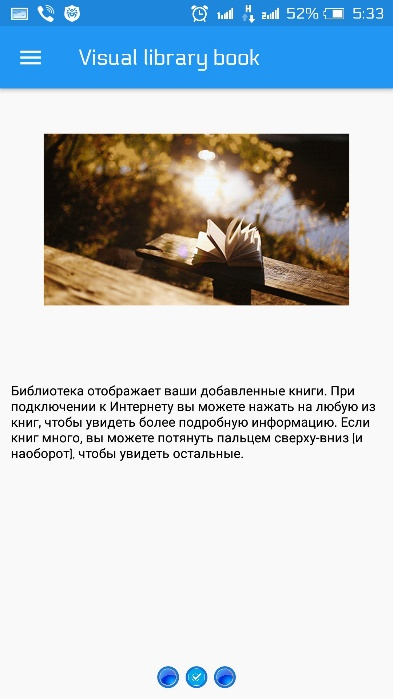 H
52%
5:33
Visual library book
Библиотека отображает ваши добавленные книги. При
подключении к Интернету вы можете нажать на любую из
книг, чтобы увидеть более подробную информацию. Если
книг много, вы можете потянуть пальцем сверху-вниз (и
наоборот), чтобы увидеть остальные.